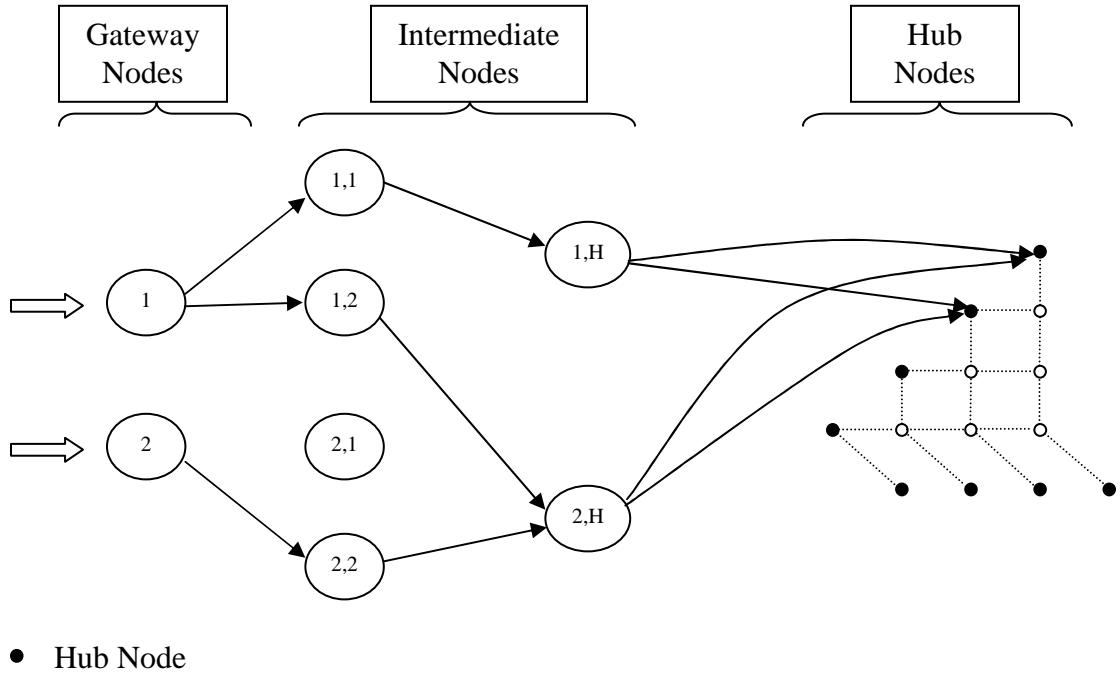 Gateway
Nodes
Intermediate
Nodes
Hub
Nodes
1,1
1,H
1
1,2
2
2,1
2,H
2,2
● Hub Node